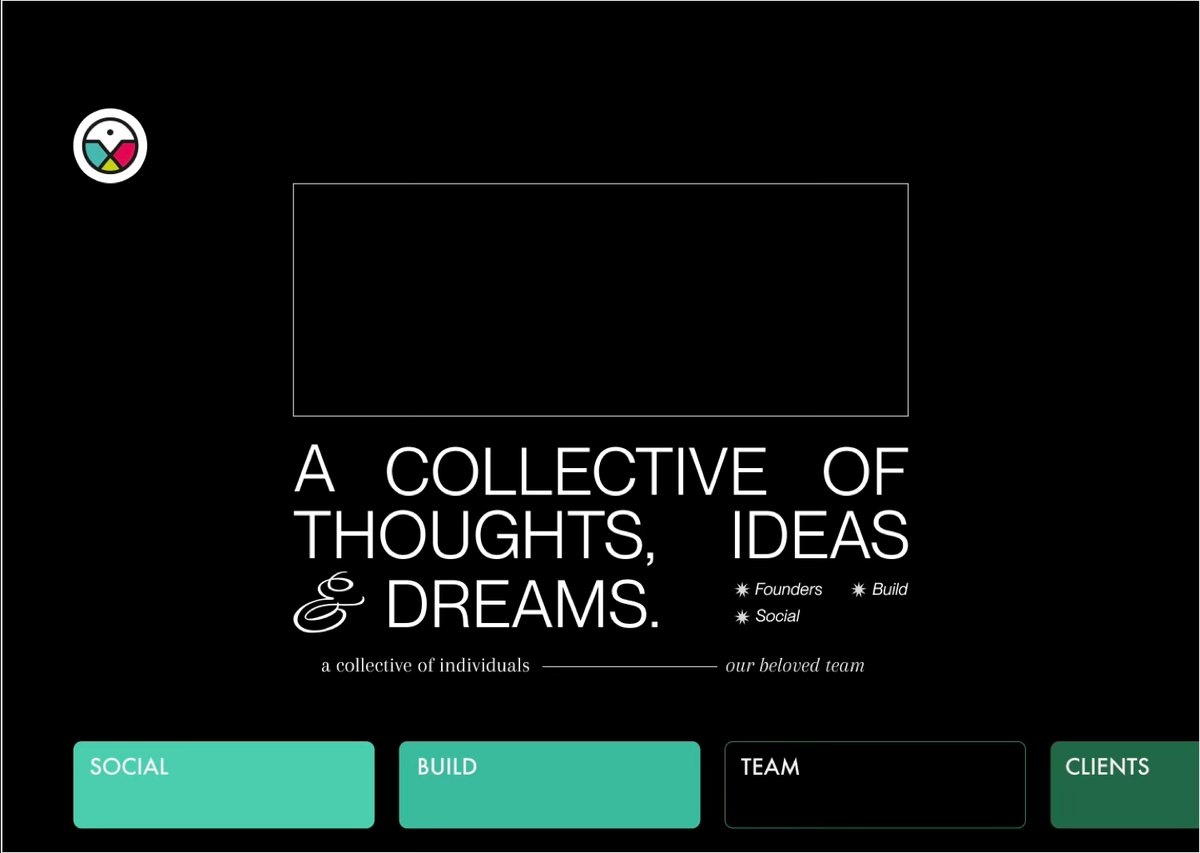 A COLLECTIVE OF
THOUGHTS, IDEAS
& DREAMS.
Founders Build
Social
a collective of individuals our beloved team
SOCIAL
BUILD
TEAM
CLIENTS